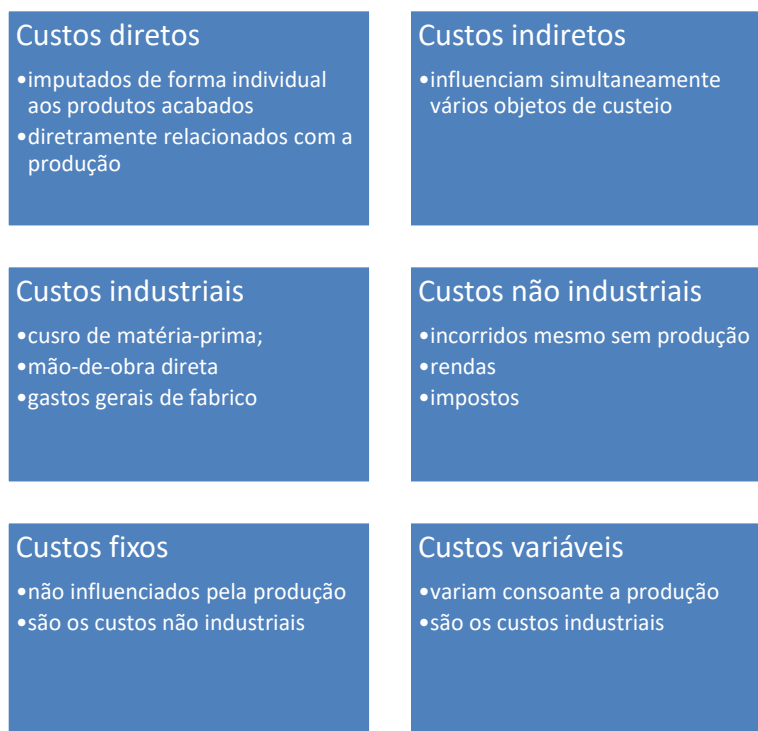 Custos diretos
•imputados de forma individual
aos produtos acabados
•diretramente relacionados com a
produção
Custos indiretos
•influenciam simultaneamente
vários objetos de custeio
Custos industriais
•cusro de matéria-prima;
•mão-de-obra direta
•gastos gerais de fabrico
Custos não industriais
•incorridos mesmo sem produção
•rendas
•impostos
Custos fixos
•não influenciados pela produção
•são os custos não industriais
Custos variáveis
•variam consoante a produção
•são os custos industriais